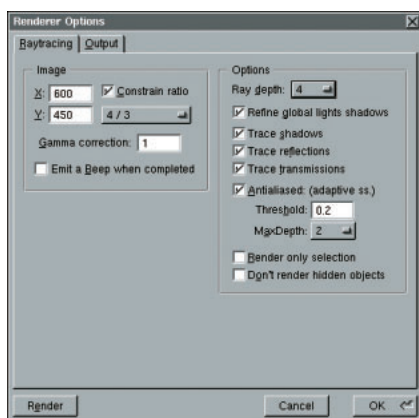 Renderer Options
Raytracing
Output
Image
X: 600
Constrain ratio
Y: 450
4 / 3
Gamma correction: 1
Emit a Beep when completed
Options
Ray depth: 4
Refine global lights shadows
Trace shadows
Trace reflections
Trace transmissions
Antialiased: (adaptive ss.)
Threshold: 0.2
MaxDepth: 2
Render only selection
Don't render hidden objects
Render
Cancel
OK